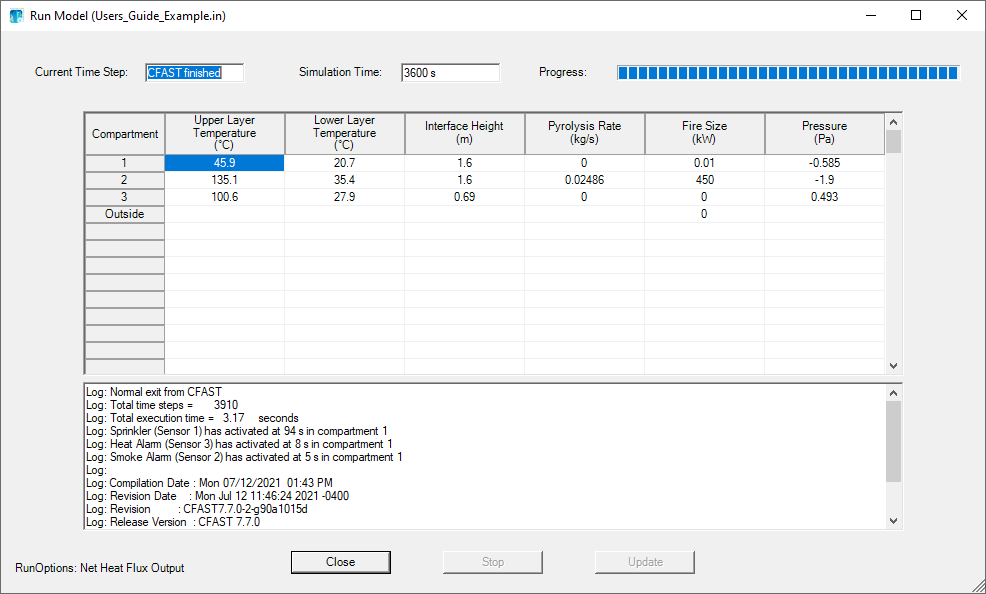 Run Model (Users_Guide_Example.in)
Current Time Step: CFAST finished Simulation Time: 3600 s Progress:
Compartment Upper Layer Temperature (°C) Lower Layer Temperature (°C) Interface Height (m) Pyrolysis Rate (kg/s) Fire Size (kW) Pressure (Pa)
1 45.9 20.7 1.6 0 0.01 -0.585
2 135.1 35.4 1.6 0.02486 450 -1.9
3 100.6 27.9 0.69 0 0 0.493
Outside 0
Log: Normal exit from CFAST
Log: Total time steps = 3910
Log: Total execution time = 3.17 seconds
Log: Sprinkler (Sensor 1) has activated at 94 s in compartment 1
Log: Heat Alarm (Sensor 3) has activated at 8 s in compartment 1
Log: Smoke Alarm (Sensor 2) has activated at 5 s in compartment 1
Log:
Log: Compilation Date : Mon 07/12/2021 01:43 PM
Log: Revision Date : Mon Jul 12 11:46:24 2021 -0400
Log: Revision : CFAST7.7.0-2-g90a1015d
Log: Release Version : CFAST 7.7.0
RunOptions: Net Heat Flux Output Close Stop Update